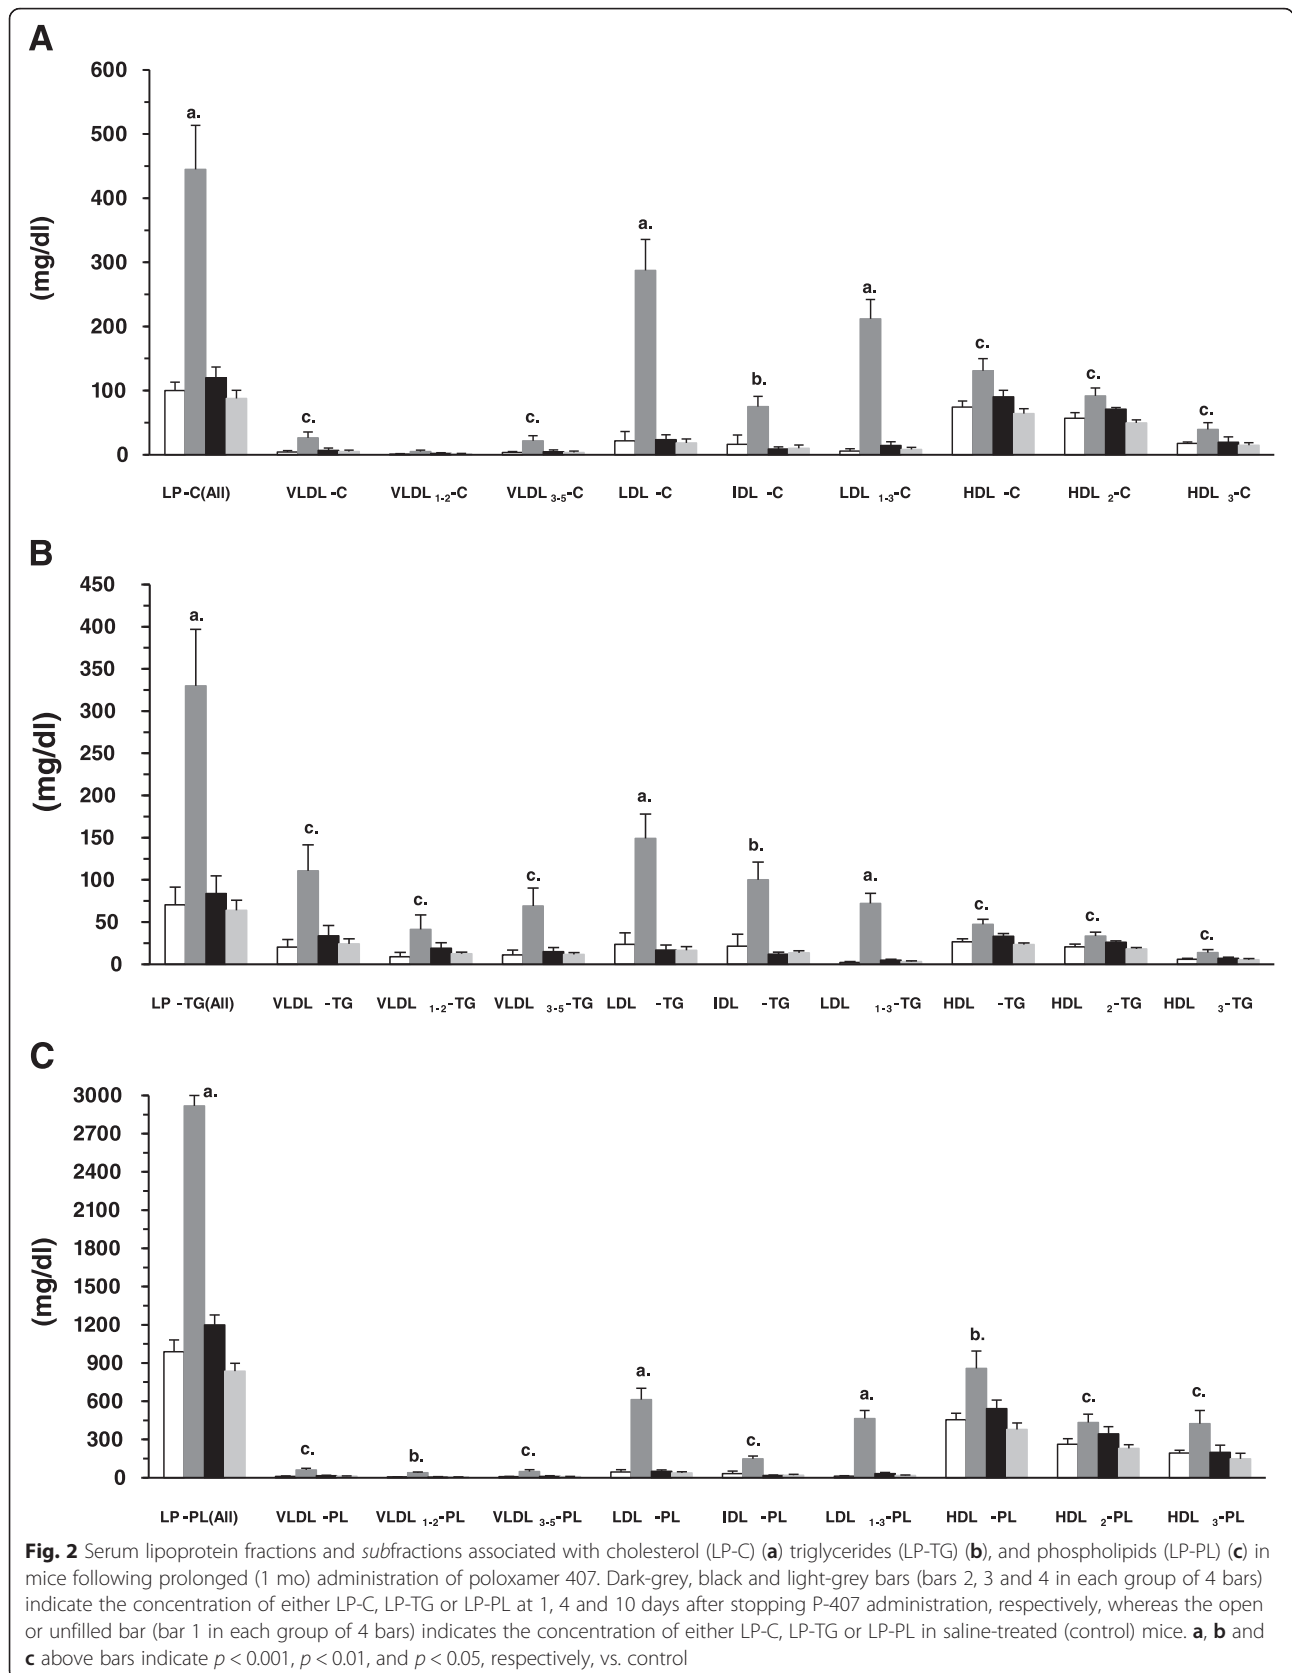 A
600
a.
500
400
a.
(mg/dl)
300
a.
200
c.
b.
c.
100
c.
c.
c.
0
LP-C(All) VLDL -C VLDL 1-2-C VLDL 3-5-C LDL -C IDL -C LDL 1-3-C HDL -C HDL 2-C HDL 3-C
B
450
a.
400
350
300
(mg/dl)
250
200
a.
150
c.
b.
100
c.
a.
c.
50
c.
c.
c.
0
LP -TG(All) VLDL -TG VLDL 1-2-TG VLDL 3-5-TG LDL -TG IDL -TG LDL 1-3-TG HDL -TG HDL 2-TG HDL 3-TG
C
3000
a.
2700
2400
2100
1800
(mg/dl)
1500
1200
b.
900
a.
a.
600
c.
c.
300
c.
b.
c.
c.
0
LP -PL(All) VLDL -PL VLDL 1-2-PL VLDL 3-5-PL LDL -PL IDL -PL LDL 1-3-PL HDL -PL HDL 2-PL HDL 3-PL
Fig. 2 Serum lipoprotein fractions and subfractions associated with cholesterol (LP-C) (a) triglycerides (LP-TG) (b), and phospholipids (LP-PL) (c) in
mice following prolonged (1 mo) administration of poloxamer 407. Dark-grey, black and light-grey bars (bars 2, 3 and 4 in each group of 4 bars)
indicate the concentration of either LP-C, LP-TG or LP-PL at 1, 4 and 10 days after stopping P-407 administration, respectively, whereas the open
or unfilled bar (bar 1 in each group of 4 bars) indicates the concentration of either LP-C, LP-TG or LP-PL in saline-treated (control) mice. a, b and
c above bars indicate p < 0.001, p < 0.01, and p < 0.05, respectively, vs. control